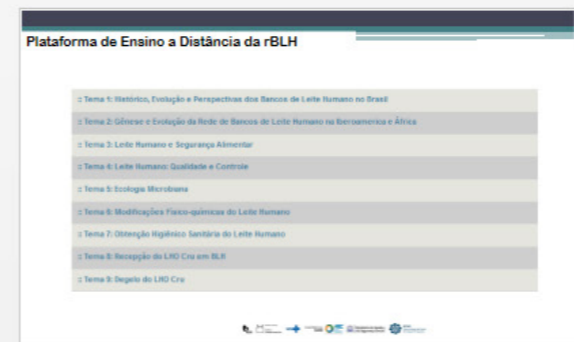 Plataforma de Ensino a Distância da rBLH
:: Tema 1: Histórico, Evolução e Perspectivas dos Bancos de Leite Humano no Brasil
:: Tema 2: Gênese e Evolução da Rede de Bancos de Leite Humano na Iberoamerica e África
:: Tema 3: Leite Humano e Segurança Alimentar
:: Tema 4: Leite Humano: Qualidade e Controle
:: Tema 5: Ecologia Microbiana
:: Tema 6: Modificações Físico-químicas do Leite Humano
:: Tema 7: Obtenção Higiênico Sanitária do Leite Humano
:: Tema 8: Recepção do LHO Cru em BLH
:: Tema 9: Degelo do LHO Cru